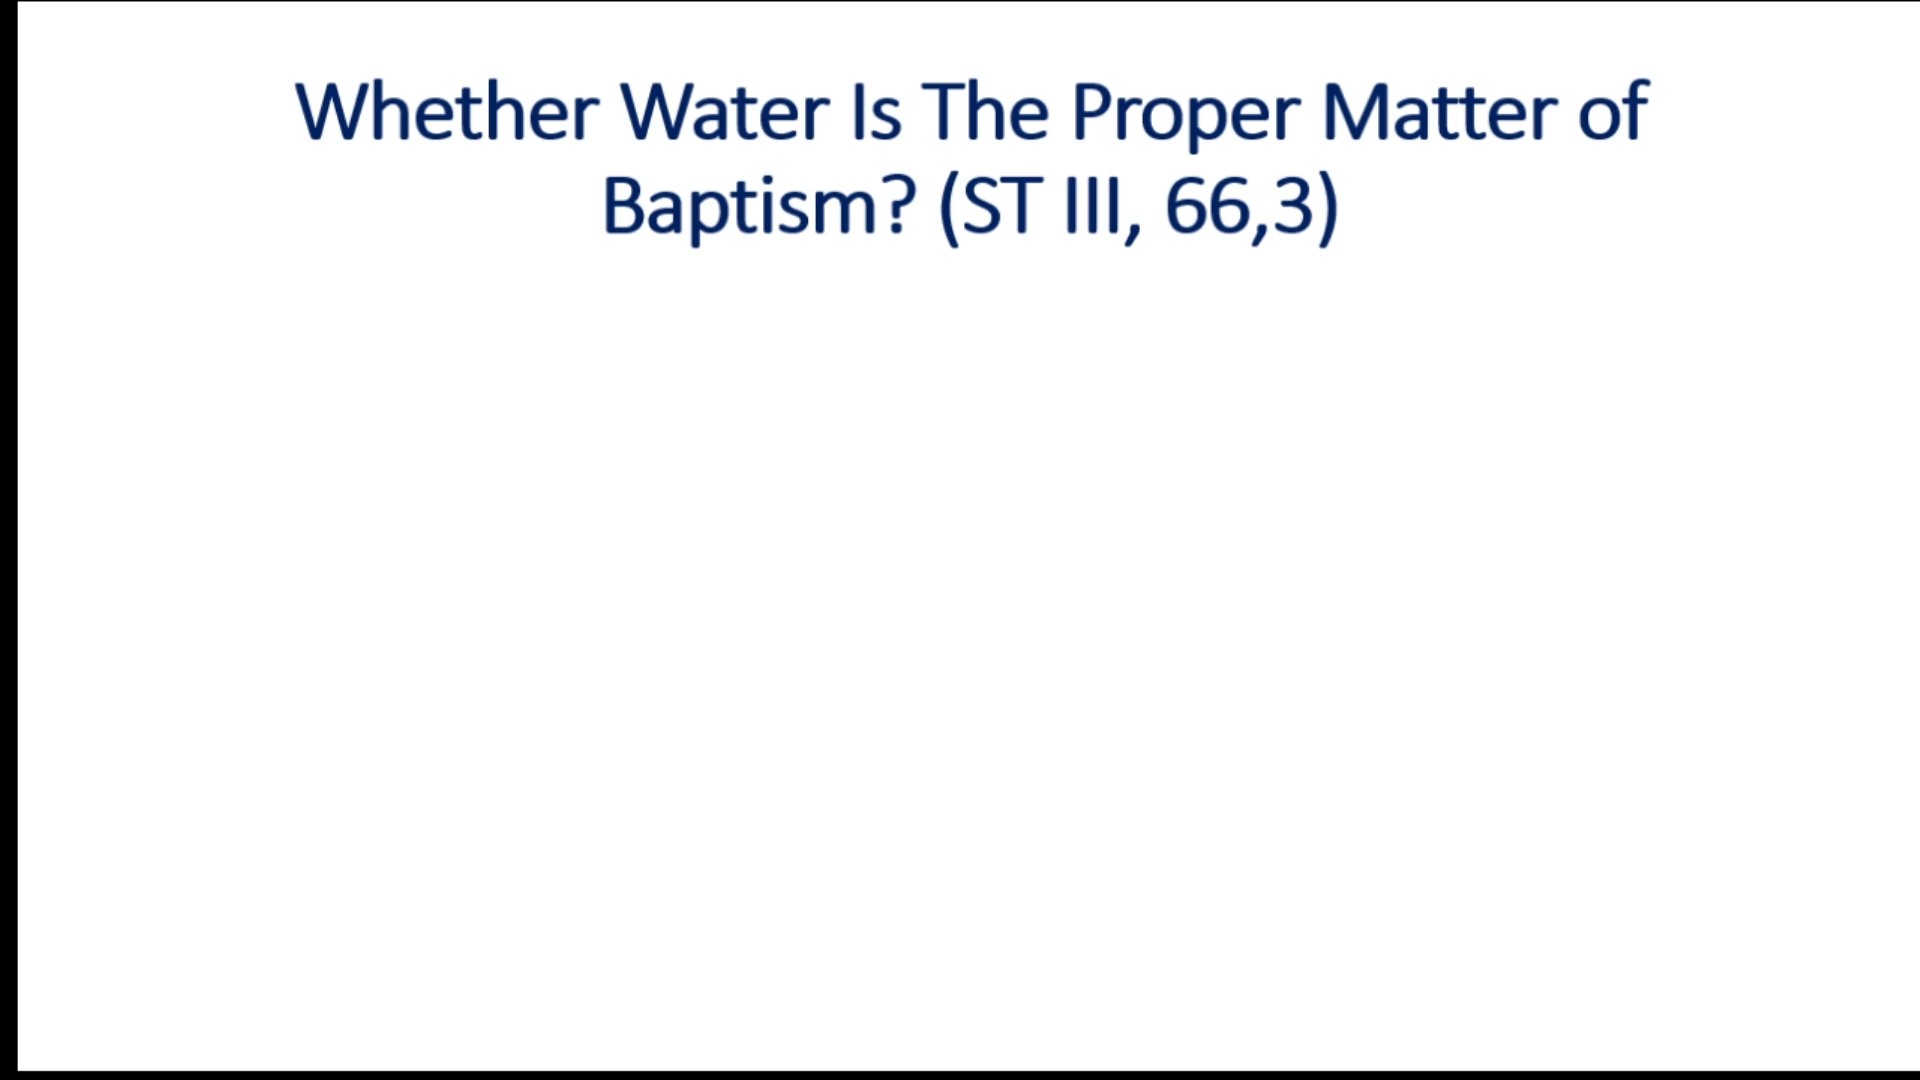 Whether Water Is The Proper Matter of
Baptism? (ST III, 66,3)